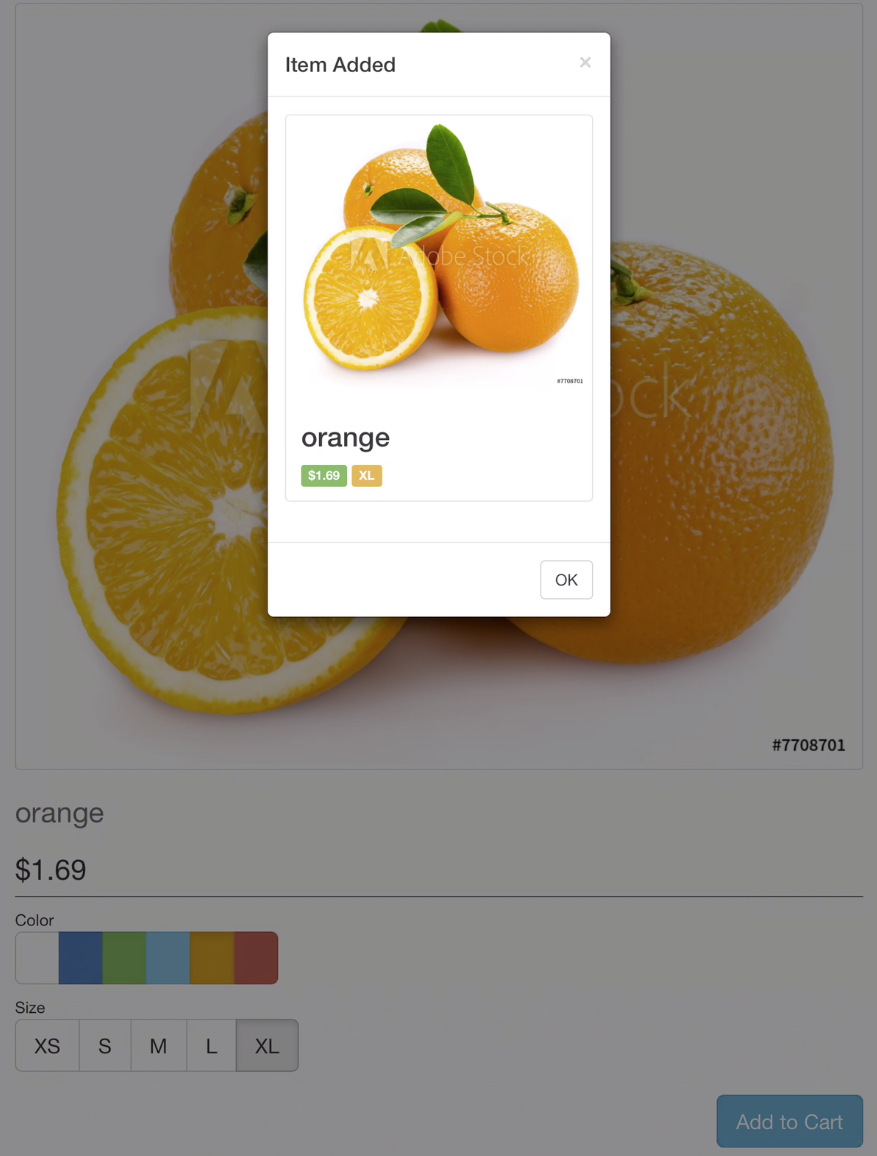 Item Added ×
Adobe Stock
#7708701
orange
$1.69 XL
OK
ock
#7708701
orange
$1.69
Color
Size
XS S M L XL
Add to Cart